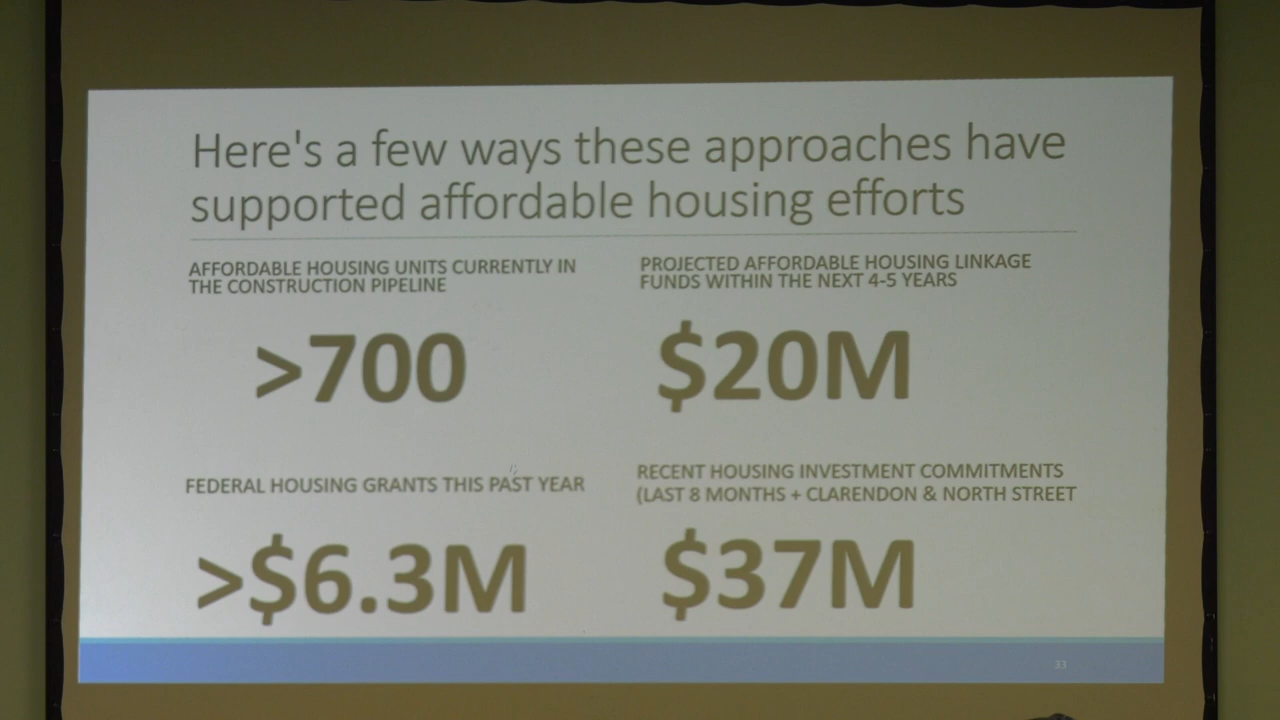 Here's a few ways these approaches have
supported affordable housing efforts
AFFORDABLE HOUSING UNITS CURRENTLY IN
THE CONSTRUCTION PIPELINE
>700
PROJECTED AFFORDABLE HOUSING LINKAGE
FUNDS WITHIN THE NEXT 4-5 YEARS
$20M
FEDERAL HOUSING GRANTS THIS PAST YEAR
>$6.3M
RECENT HOUSING INVESTMENT COMMITMENTS
(LAST 8 MONTHS + CLARENDON & NORTH STREET
$37M
33